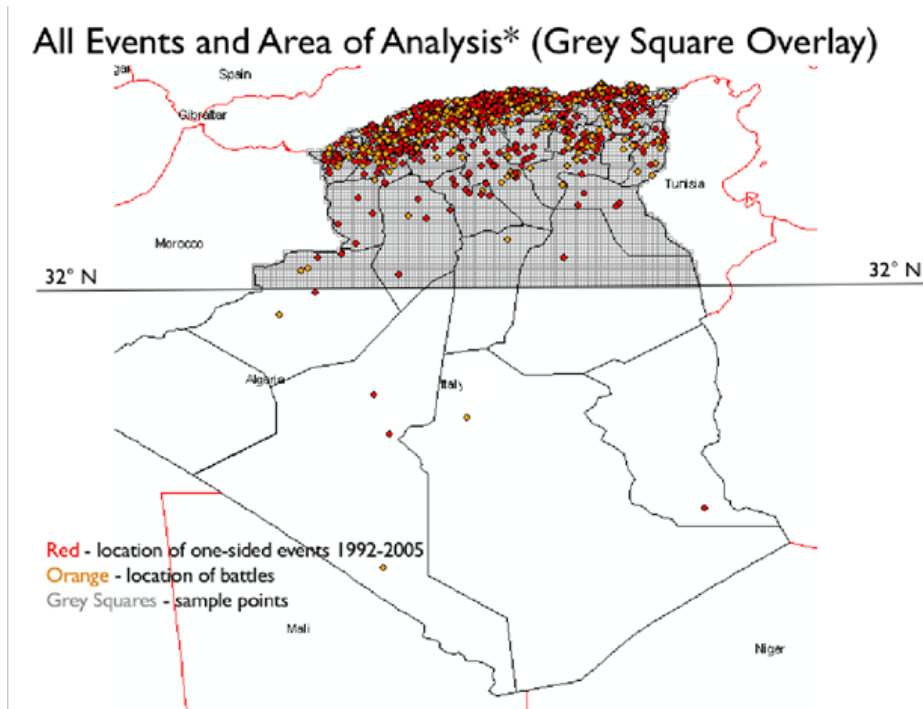 All Events and Area of Analysis* (Grey Square Overlay)
gar
Spain
Gibraltar
Tunisia
Morocco
32° N
32° N
Algeria
Italy
Red - location of one-sided events 1992-2005
Orange - location of battles
Grey Squares - sample points
Mali
Niger